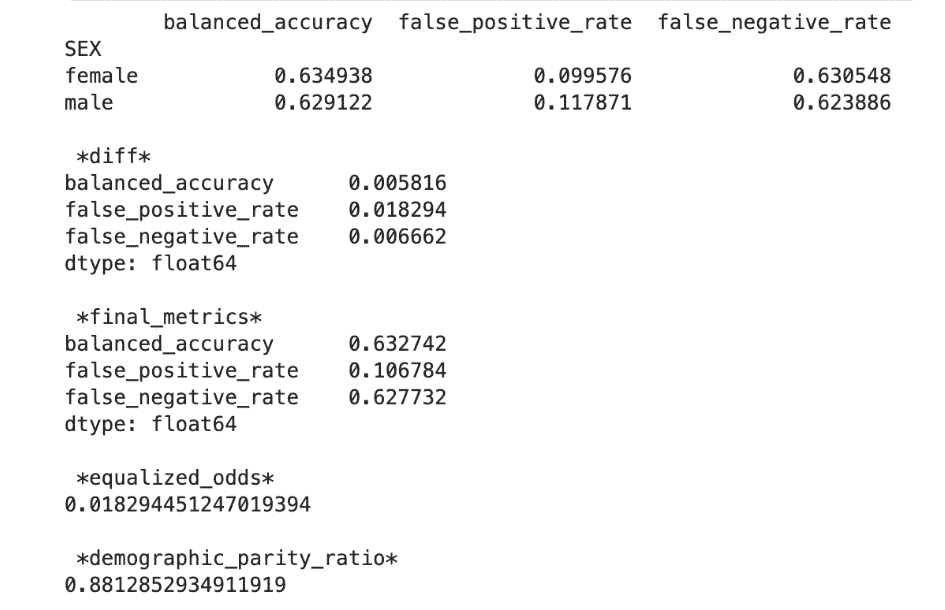 balanced_accuracy false_positive_rate false_negative_rate
SEX
female 0.634938 0.099576 0.630548
male 0.629122 0.117871 0.623886
*diff*
balanced_accuracy 0.005816
false_positive_rate 0.018294
false_negative_rate 0.006662
dtype: float64
*final_metrics*
balanced_accuracy 0.632742
false_positive_rate 0.106784
false_negative_rate 0.627732
dtype: float64
*equalized_odds*
0.018294451247019394
*demographic_parity_ratio*
0.8812852934911919